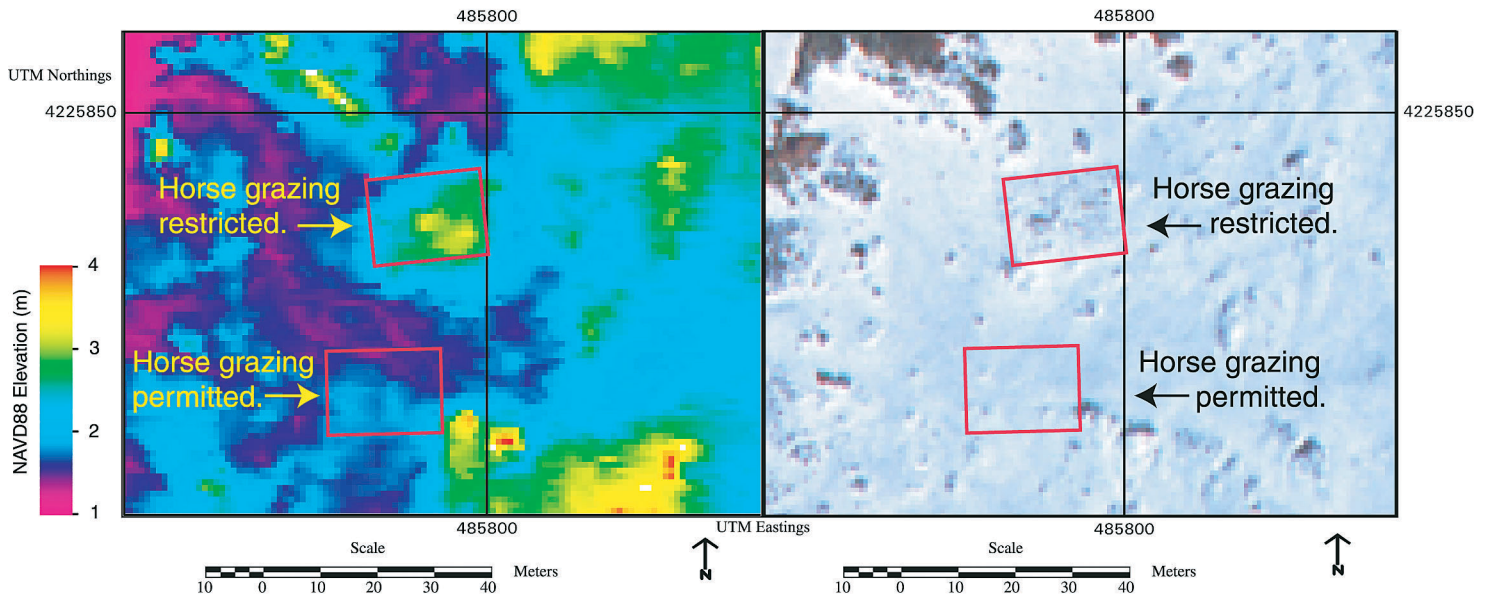 485800
485800
UTM Northings
4225850
4225850
Horse grazing
restricted.
Horse grazing
restricted.
NAVD88 Elevation (m)
4
3
2
1
Horse grazing
permitted.
Horse grazing
permitted.
485800
UTM Eastings
485800
Scale
N
Scale
N
10 0 10 20 30 40
Meters
10 0 10 20 30 40
Meters